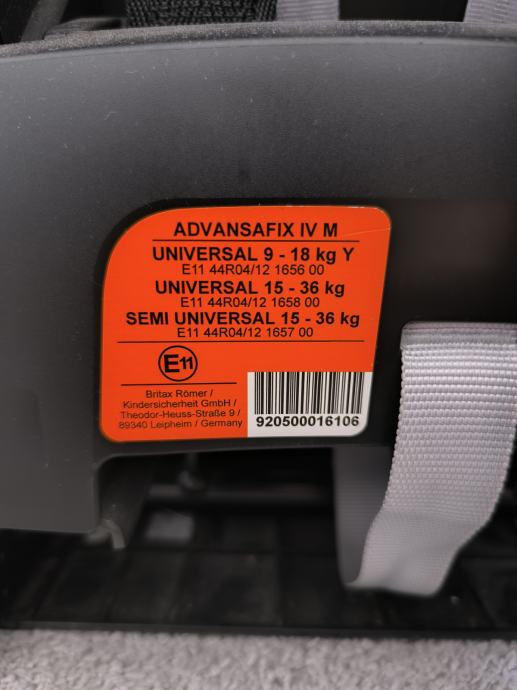 ADVANSAFIX IV M
UNIVERSAL 9 - 18 kg Y
E11 44R04/12 1656 00
UNIVERSAL 15 - 36 kg
E11 44R04/12 1658 00
SEMI UNIVERSAL 15 - 36 kg
E11 44R04/12 1657 00
E11
Britax Römer /
Kindersicherheit GmbH /
Theodor-Heuss-Straße 9 /
89340 Leipheim / Germany
920500016106